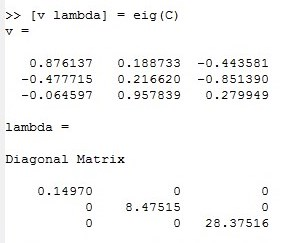 >> [v lambda] = eig(C)
v =
0.876137 0.188733 -0.443581
-0.477715 0.216620 -0.851390
-0.064597 0.957839 0.279949
lambda =
Diagonal Matrix
0.14970 0 0
0 8.47515 0
0 0 28.37516